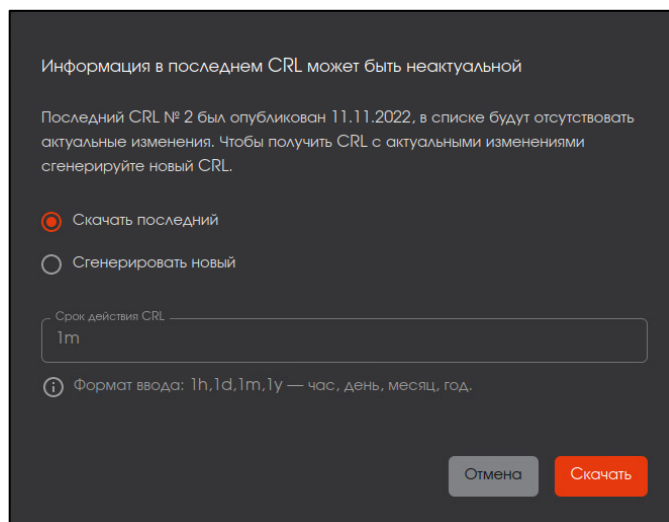 Информация в последнем CRL может быть неактуальной
Последний CRL № 2 был опубликован 11.11.2022, в списке будут отсутствовать
актуальные изменения. Чтобы получить CRL с актуальными изменениями
сгенерируйте новый CRL.
Скачать последний
Сгенерировать новый
Срок действия CRL
1m
Формат ввода: 1h,1d,1m,1y — час, день, месяц, год.
Отмена Скачать